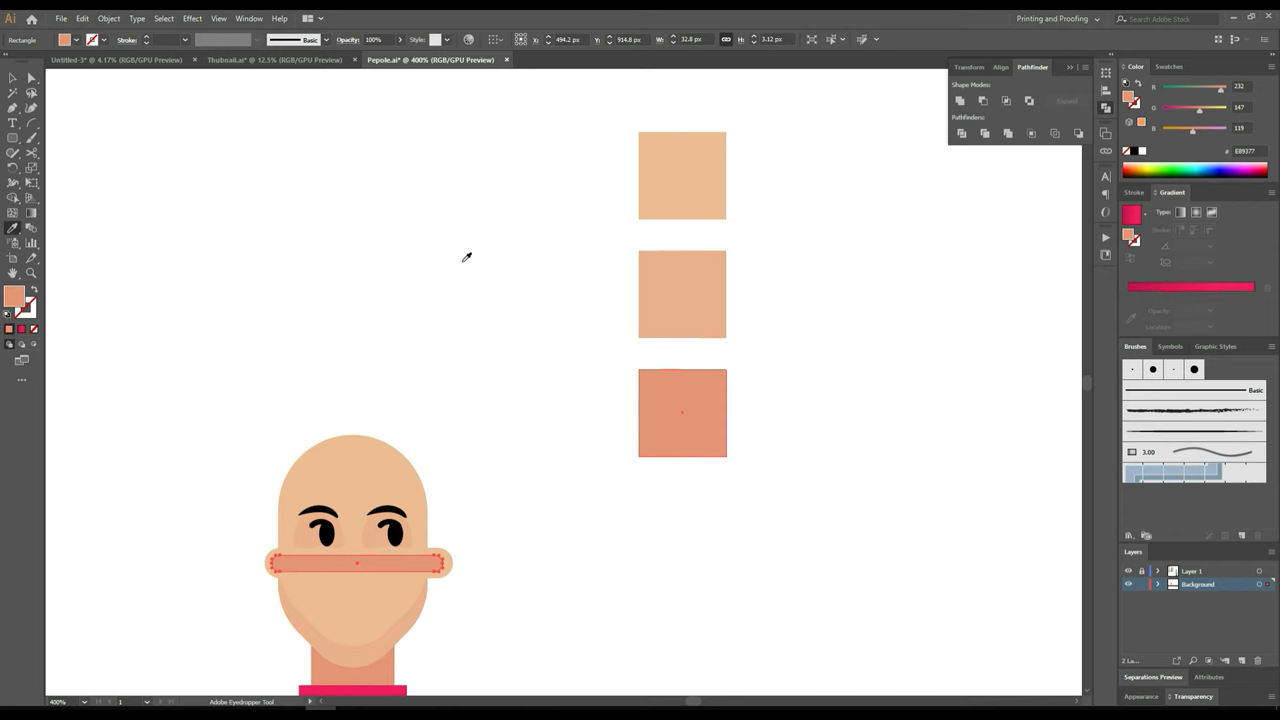 Ai File Edit Object Type Select Effect View Window Help Printing and Proofing Search Adobe Stock
Rectangle Stroke: Basic Opacity: 100% Style: X: 494.2 px Y: 914.8 px W: 32.8 px H: 3.12 px
Untitled-3* @ 4.17% (RGB/GPU Preview) × Thubnail.ai* @ 12.5% (RGB/GPU Preview) × Pepole.ai* @ 400% (RGB/GPU Preview) ×
Transform Align Pathfinder
Shape Modes:
Expand
Pathfinders:
Color Swatches
R 232
G 147
B 119
# E89377
Stroke Gradient
Type:
Stroke:
Opacity:
Location:
Brushes Symbols Graphic Styles
Basic
3.00
Layers
Layer 1
Background
2 La...
Separations Preview Attributes
Appearance Transparency
400% 1 Adobe Eyedropper Tool